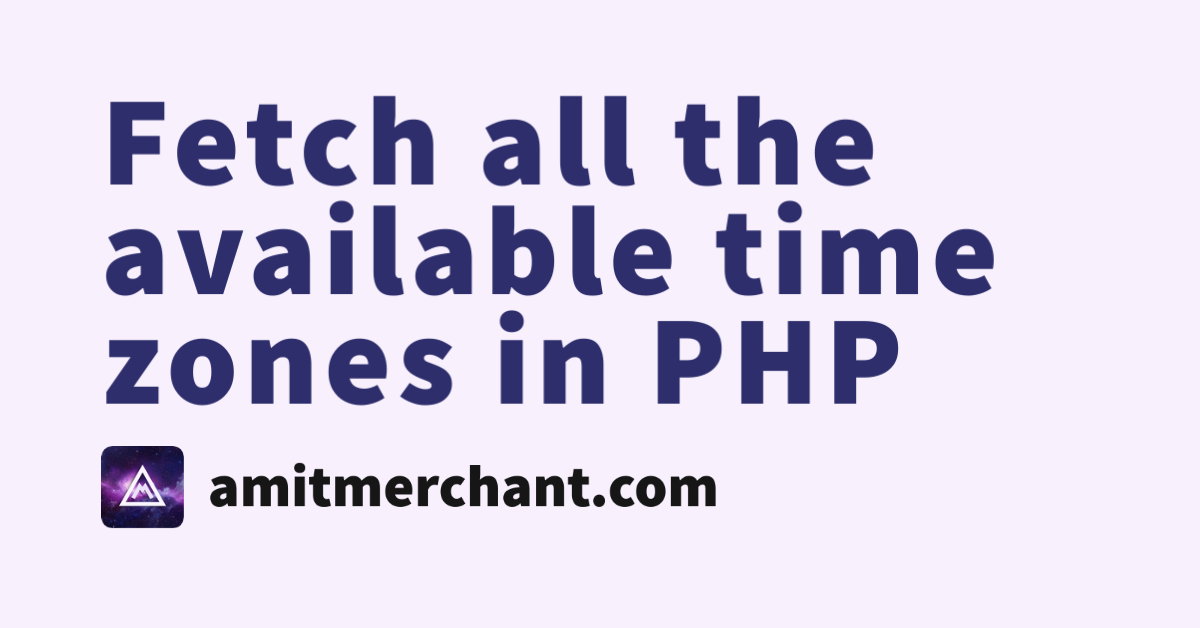 Fetch all the
available time
zones in PHP
amitmerchant.com